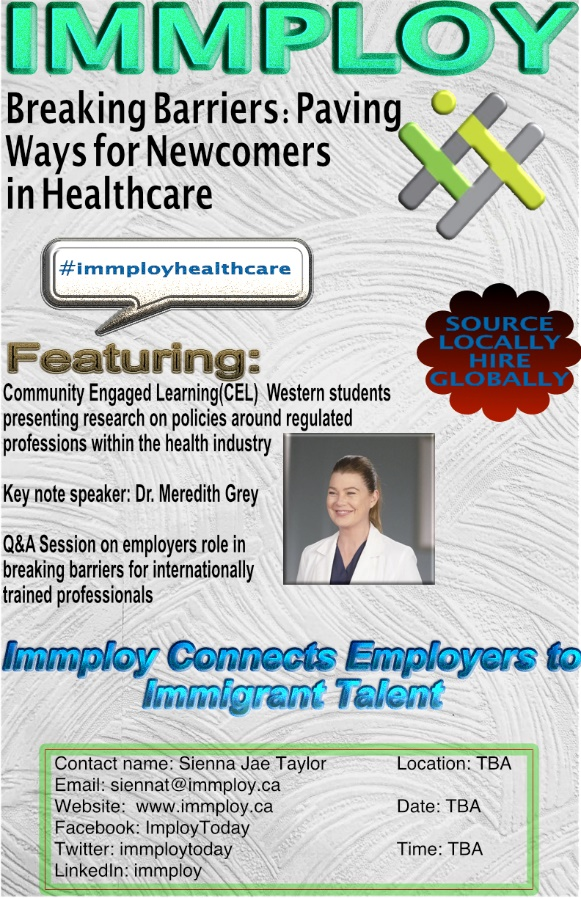 IMMPLOY
Breaking Barriers: Paving
Ways for Newcomers
in Healthcare
#immployhealthcare
SOURCE
LOCALLY
HIRE
GLOBALLY
Featuring:
Community Engaged Learning(CEL) Western students
presenting research on policies around regulated
professions within the health industry
Key note speaker: Dr. Meredith Grey
Q&A Session on employers role in
breaking barriers for internationally
trained professionals
Immploy Connects Employers to
Immigrant Talent
Contact name: Sienna Jae Taylor
Email: siennat@immploy.ca
Website: www.immploy.ca
Facebook: ImployToday
Twitter: immploytoday
LinkedIn: immploy
Location: TBA
Date: TBA
Time: TBA